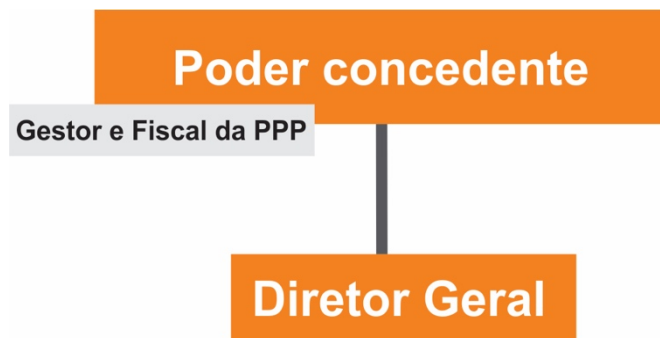 Poder concedente
Gestor e Fiscal da PPP
Diretor Geral